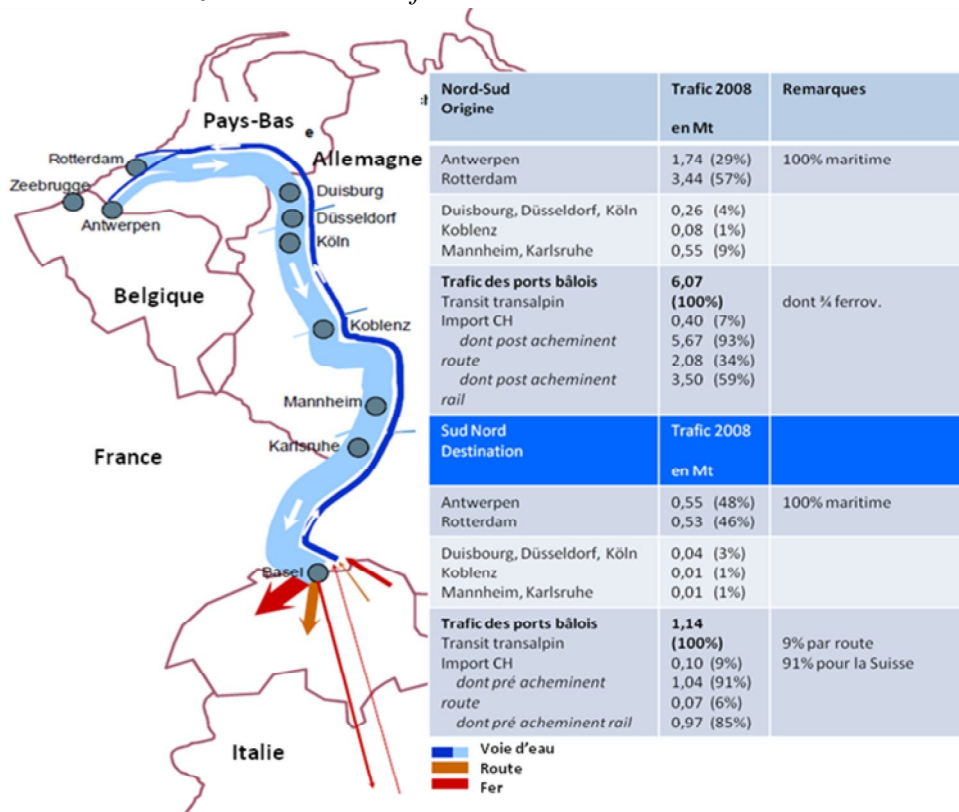 Pays-Bas
e
Allemagne
Rotterdam
Zeebrugge
Antwerpen
Duisburg
Düsseldorf
Köln
Belgique
Koblenz
Mannheim
Karlsruhe
France
Basel
Italie
Nord-Sud Trafic 2008 Remarques
Origine
en Mt
Antwerpen 1,74 (29%) 100% maritime
Rotterdam 3,44 (57%)
Duisbourg, Düsseldorf, Köln 0,26 (4%)
Koblenz 0,08 (1%)
Mannheim, Karlsruhe 0,55 (9%)
Trafic des ports bâlois 6,07
Transit transalpin (100%) dont ¾ ferrov.
Import CH 0,40 (7%)
dont post acheminent 5,67 (93%)
route 2,08 (34%)
dont post acheminent 3,50 (59%)
rail
Sud Nord Trafic 2008
Destination
en Mt
Antwerpen 0,55 (48%) 100% maritime
Rotterdam 0,53 (46%)
Duisbourg, Düsseldorf, Köln 0,04 (3%)
Koblenz 0,01 (1%)
Mannheim, Karlsruhe 0,01 (1%)
Trafic des ports bâlois 1,14
Transit transalpin (100%) 9% par route
Import CH 0,10 (9%) 91% pour la Suisse
dont pré acheminent 1,04 (91%)
route 0,07 (6%)
dont pré acheminent rail 0,97 (85%)
Voie d'eau
Route
Fer